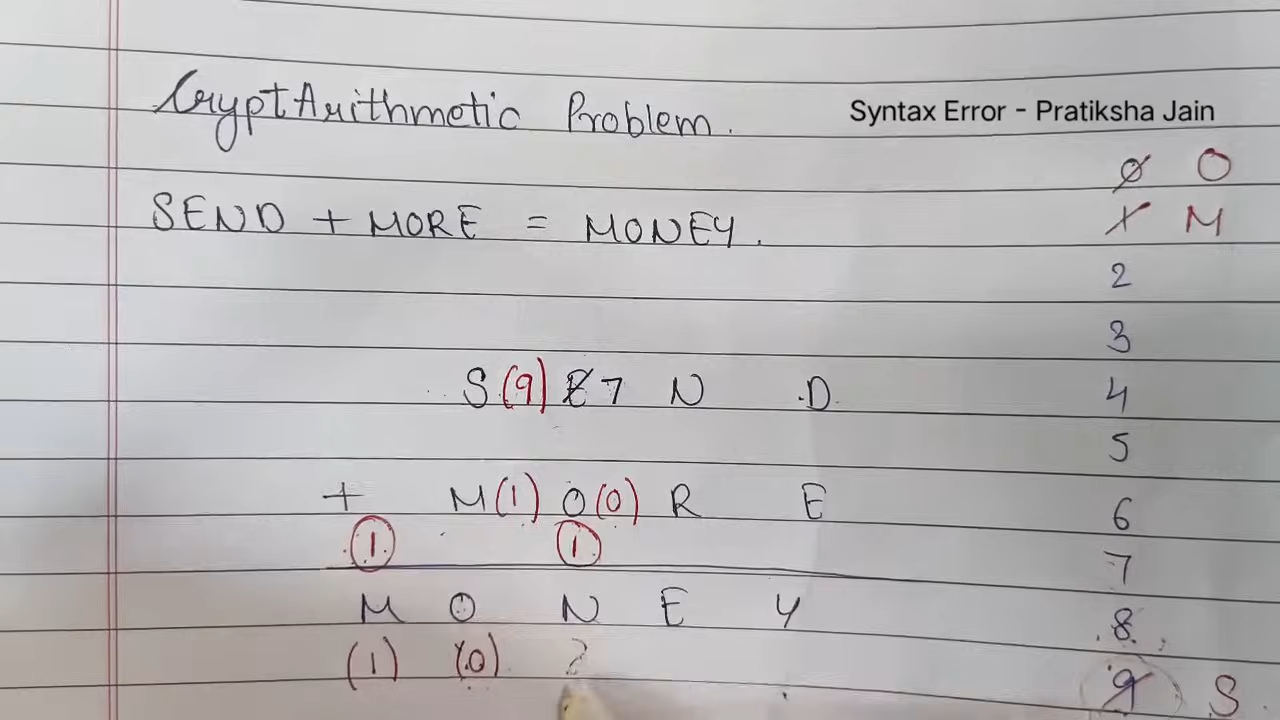 CryptArithmetic Problem.
Syntax Error - Pratiksha Jain
0 O
SEND + MORE = MONEY.
1 M
2
3
S (9) E 7 N D
4
5
+ M (1) O (0) R E
6
1 1
7
M O N E Y
8
(1) (0)
9 S